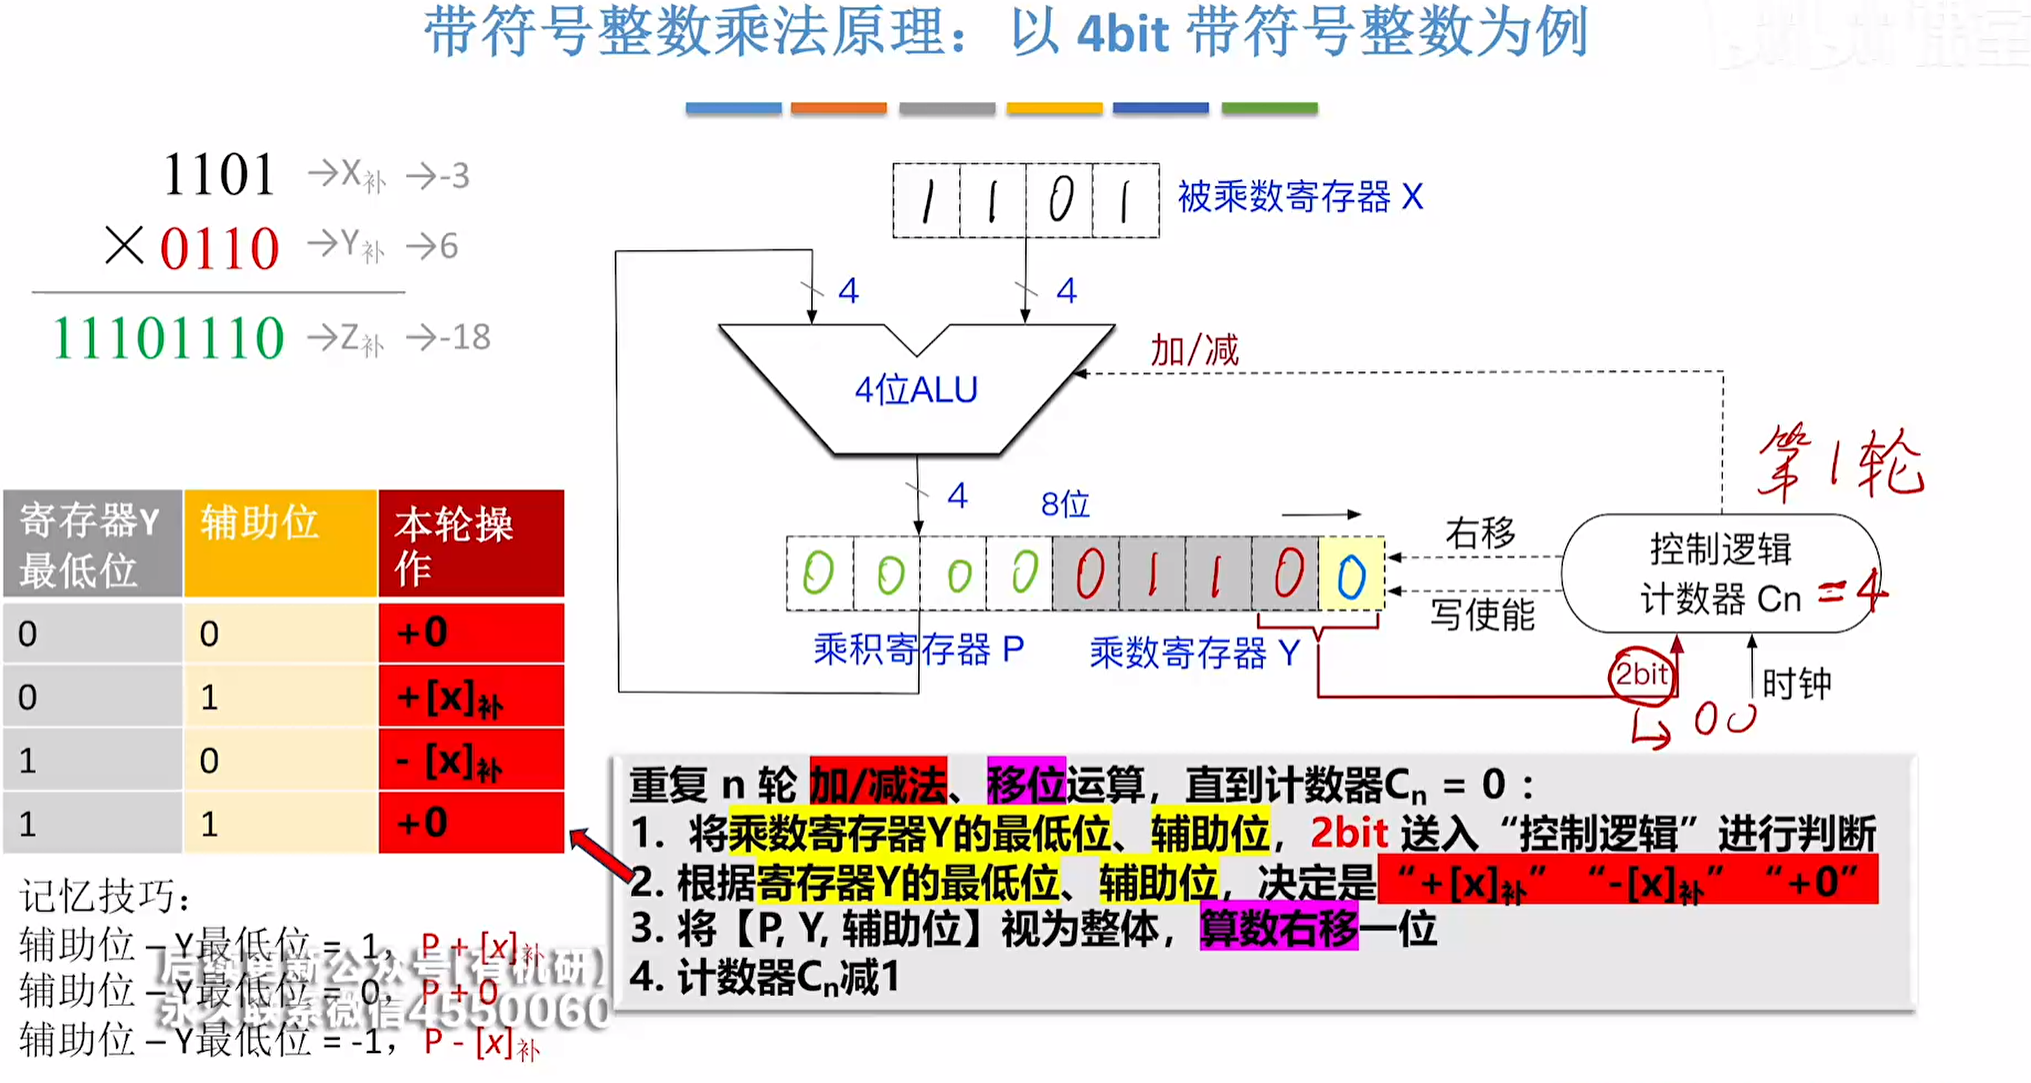 带符号整数乘法原理：以 4bit 带符号整数为例
1101 →X补 →-3
×0110 →Y补 →6
11101110 →Z补 →-18
1 1 0 1 被乘数寄存器 X
4 4
加/减
4位ALU
第1轮
4 8位
0 0 0 0 0 1 1 0 0
右移
写使能
控制逻辑
计数器 Cn =4
乘积寄存器 P 乘数寄存器 Y
2bit 时钟
00
寄存器Y最低位 辅助位 本轮操作
0 0 +0
0 1 +[x]补
1 0 - [x]补
1 1 +0
记忆技巧：
辅助位 – Y最低位 = 1， P + [x]补
辅助位 – Y最低位 = 0， P + 0
辅助位 – Y最低位 = -1， P - [x]补
重复 n 轮 加/减法、移位运算，直到计数器Cn = 0：
1. 将乘数寄存器Y的最低位、辅助位，2bit 送入“控制逻辑”进行判断
2. 根据寄存器Y的最低位、辅助位，决定是 “+[x]补” “-[x]补” “+0”
3. 将【P, Y, 辅助位】视为整体，算数右移一位
4. 计数器Cn减1
后续更新公众号[有机研]
永久联系微信4550060